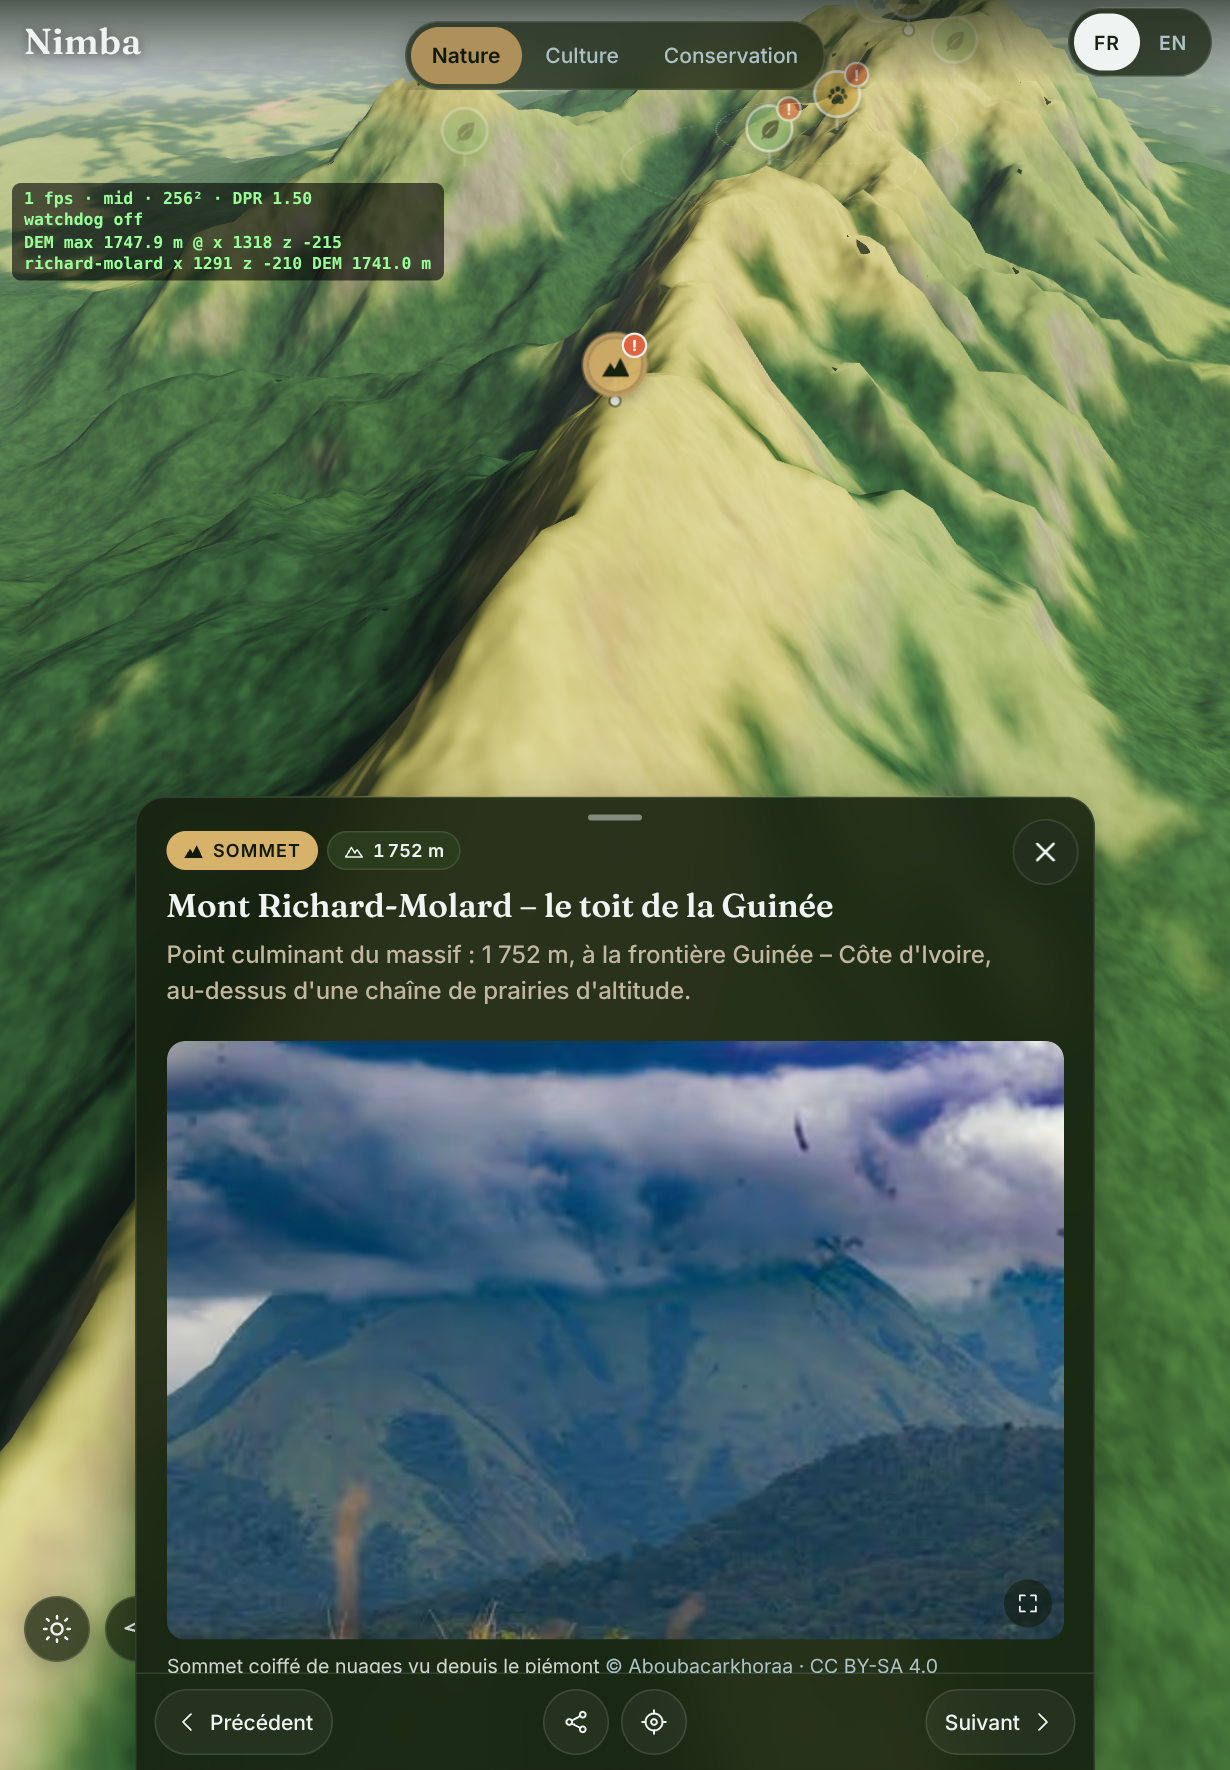 Nimba
Nature Culture Conservation
FR EN
1 fps · mid · 256² · DPR 1.50
watchdog off
DEM max 1747.9 m @ x 1318 z -215
richard-molard x 1291 z -210 DEM 1741.0 m
!
!
!
SOMMET 1 752 m
Mont Richard-Molard – le toit de la Guinée
Point culminant du massif : 1 752 m, à la frontière Guinée – Côte d'Ivoire,
au-dessus d'une chaîne de prairies d'altitude.
Sommet coiffé de nuages vu depuis le piémont © Aboubacarkhoraa · CC BY-SA 4.0
Précédent Suivant